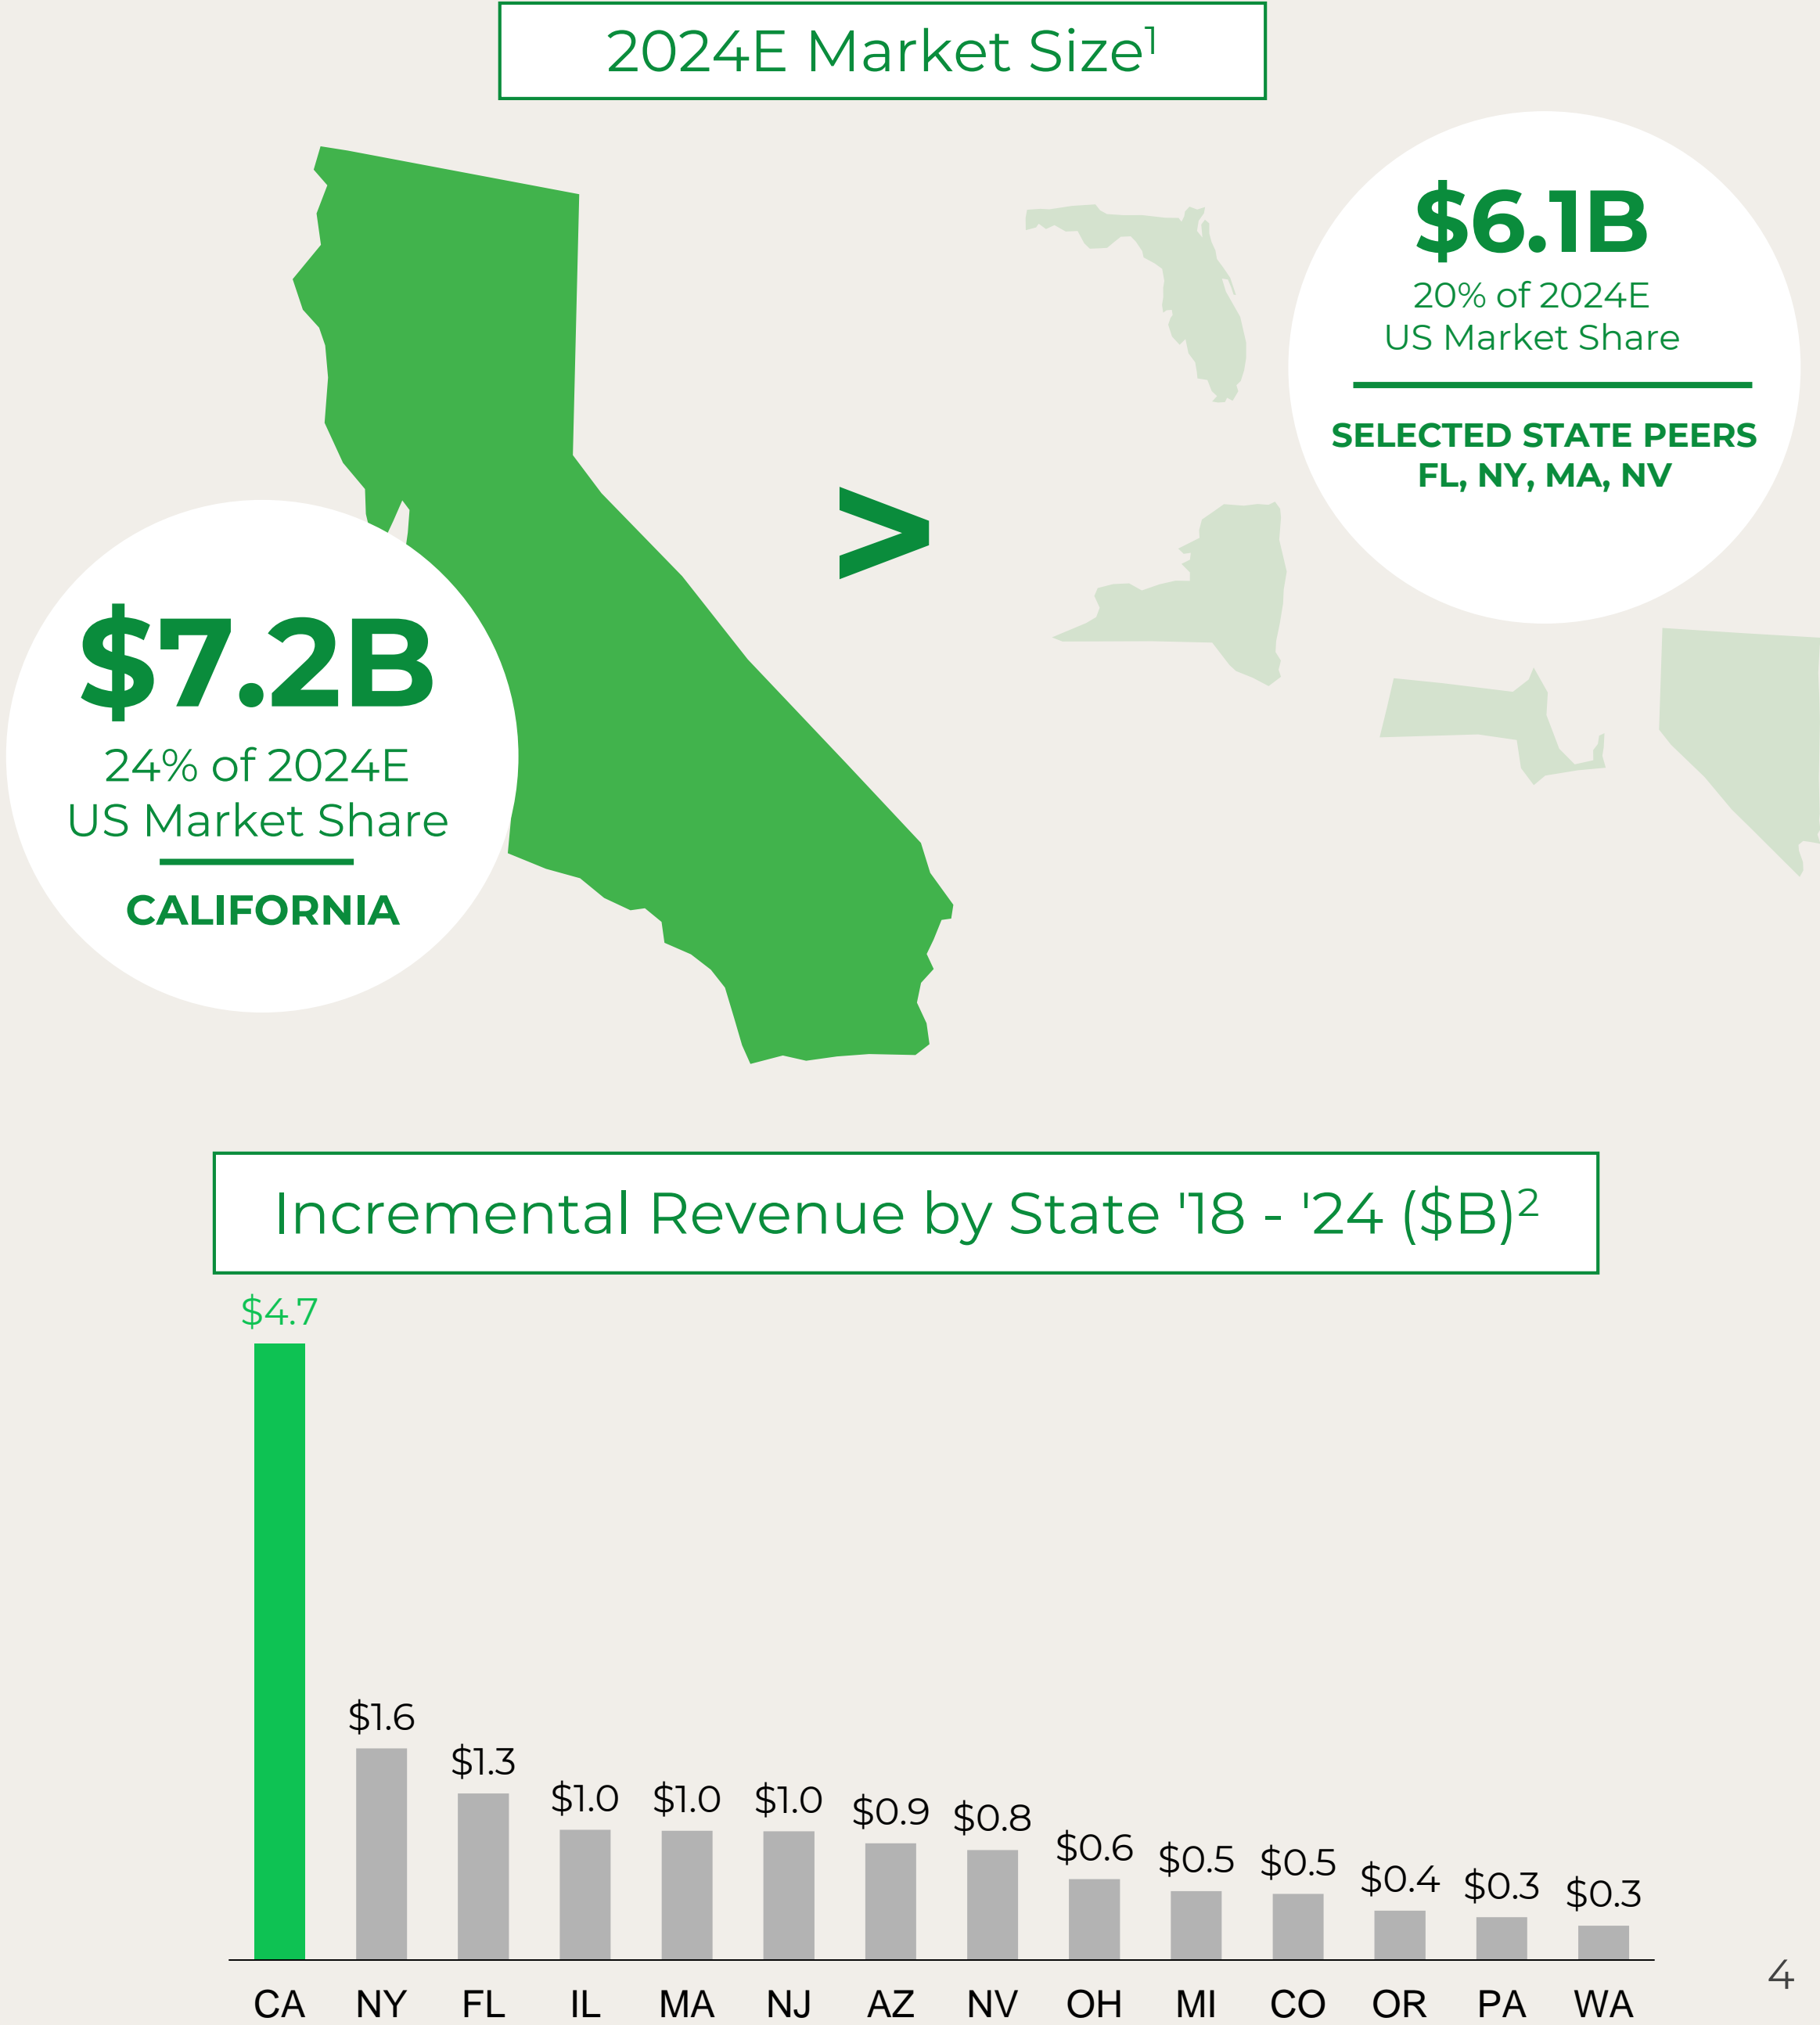 2024E Market Size¹
$6.1B
20% of 2024E
US Market Share
SELECTED STATE PEERS
FL, NY, MA, NV
>
$7.2B
24% of 2024E
US Market Share
CALIFORNIA
Incremental Revenue by State '18 - '24 ($B)²
$4.7
$1.6
$1.3
$1.0
$1.0
$1.0
$0.9
$0.8
$0.6
$0.5
$0.5
$0.4
$0.3
$0.3
CA NY FL IL MA NJ AZ NV OH MI CO OR PA WA
4